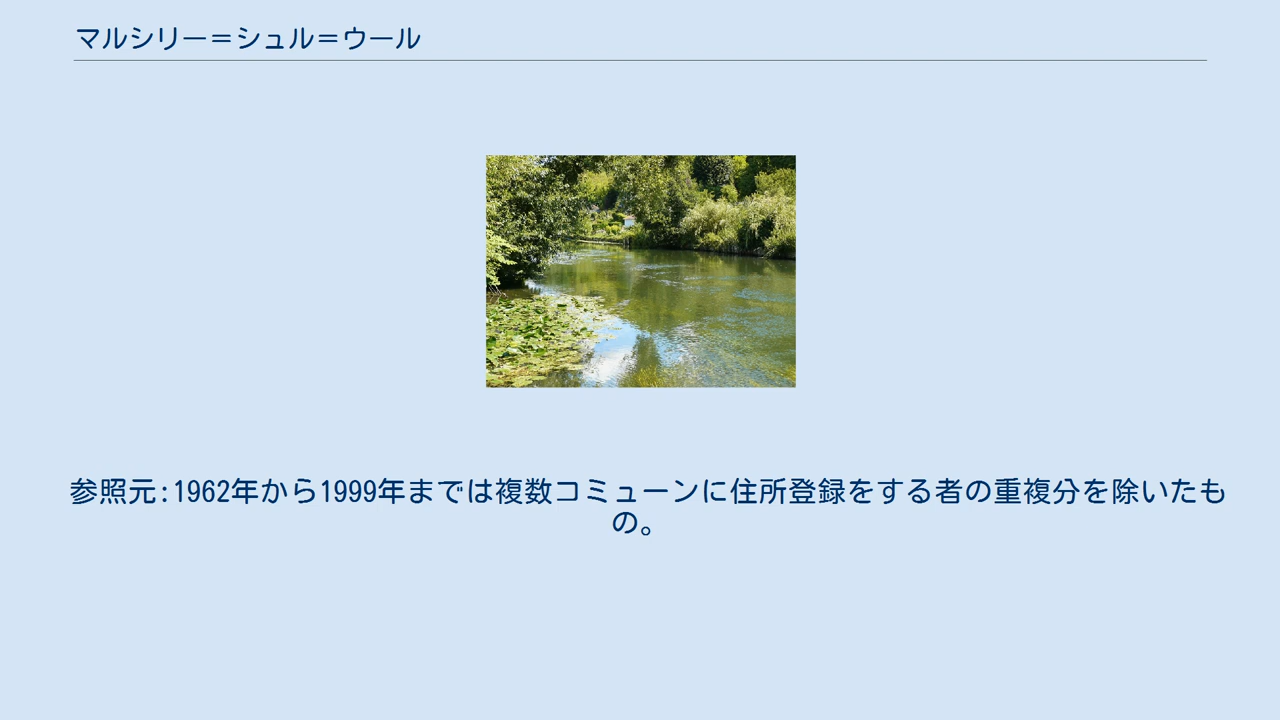 マルシリー＝シュル＝ウール
参照元:1962年から1999年までは複数コミューンに住所登録をする者の重複分を除いたも
の。